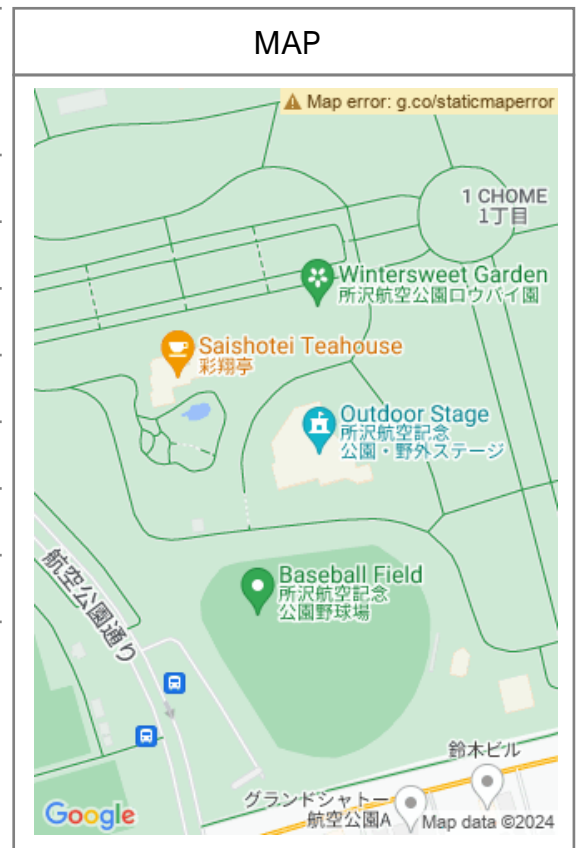 MAP
Map error: g.co/staticmaperror
1 CHOME
1丁目
Wintersweet Garden
所沢航空公園ロウバイ園
Saishotei Teahouse
彩翔亭
Outdoor Stage
所沢航空記念
公園・野外ステージ
航空公園通り
Baseball Field
所沢航空記念
公園野球場
鈴木ビル
グランドシャトー
航空公園A
Google
Map data ©2024